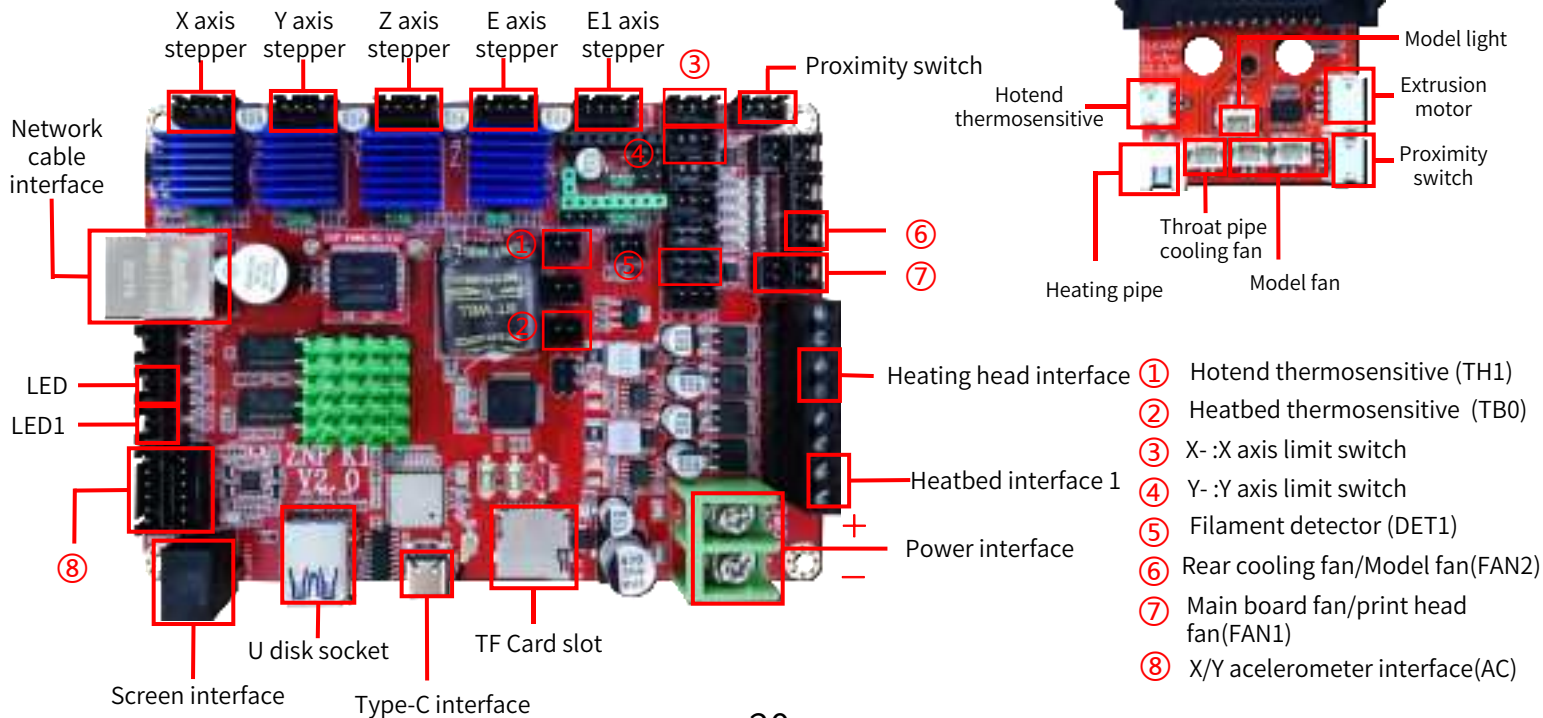 X axis
stepper
Y axis
stepper
Z axis
stepper
E axis
stepper
E1 axis
stepper
③
Proximity switch
Network
cable
interface
④
①
⑤
②
⑥
⑦
LED
LED1
⑧
ZNP K1
V2.0
Heating head interface
Heatbed interface 1
+
Power interface
−
Screen interface
U disk socket
Type-C interface
TF Card slot
Model light
Hotend
thermosensitive
Extrusion
motor
Proximity
switch
Throat pipe
cooling fan
Heating pipe
Model fan
① Hotend thermosensitive (TH1)
② Heatbed thermosensitive (TB0)
③ X- :X axis limit switch
④ Y- :Y axis limit switch
⑤ Filament detector (DET1)
⑥ Rear cooling fan/Model fan(FAN2)
⑦ Main board fan/print head
fan(FAN1)
⑧ X/Y acelerometer interface(AC)